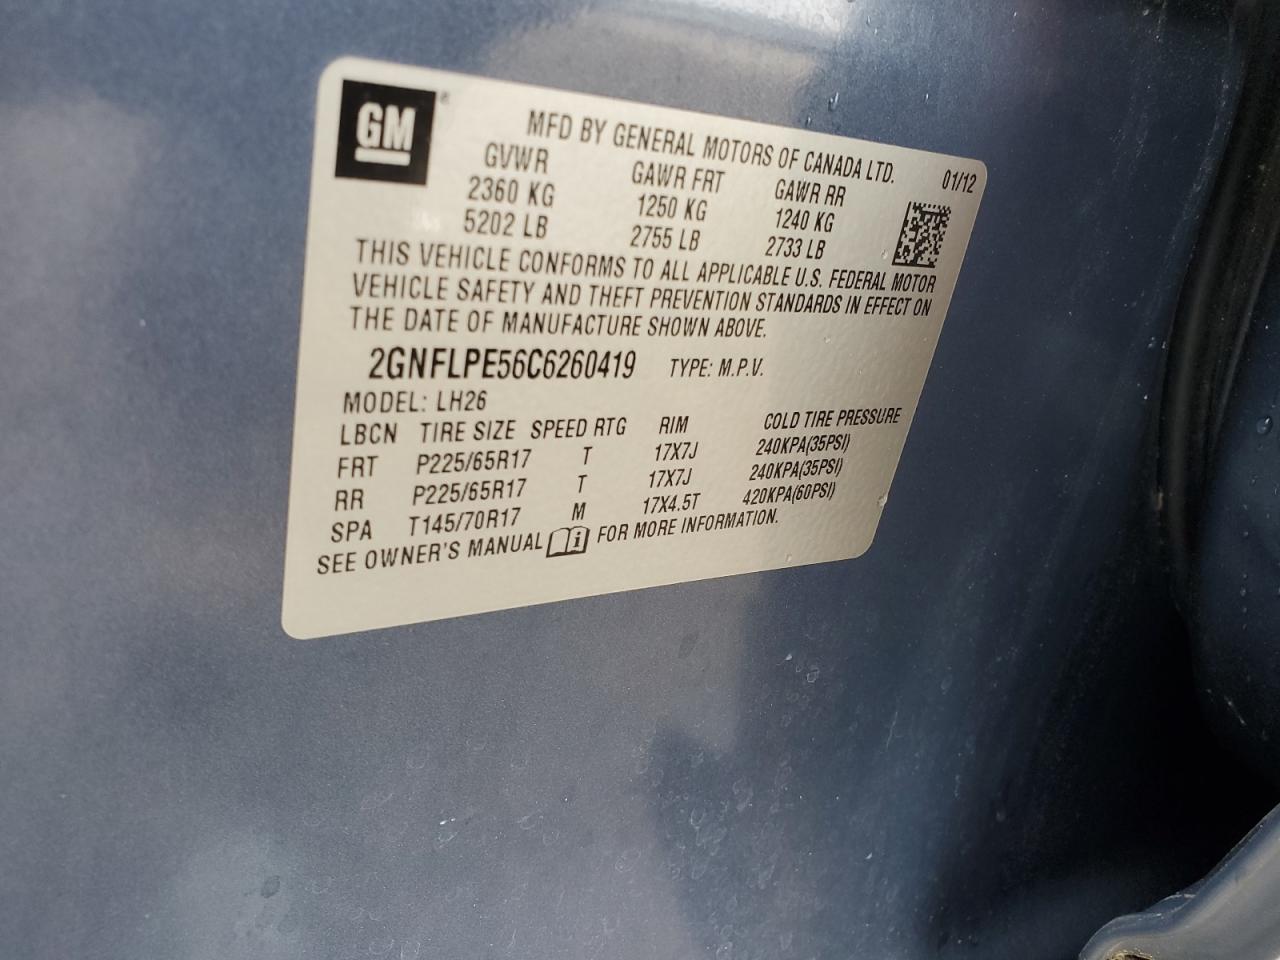 GM
MFD BY GENERAL MOTORS OF CANADA LTD.
01/12
GVWR GAWR FRT GAWR RR
2360 KG 1250 KG 1240 KG
5202 LB 2755 LB 2733 LB
THIS VEHICLE CONFORMS TO ALL APPLICABLE U.S. FEDERAL MOTOR
VEHICLE SAFETY AND THEFT PREVENTION STANDARDS IN EFFECT ON
THE DATE OF MANUFACTURE SHOWN ABOVE.
2GNFLPE56C6260419 TYPE: M.P.V.
MODEL: LH26
LBCN TIRE SIZE SPEED RTG RIM COLD TIRE PRESSURE
FRT P225/65R17 T 17X7J 240KPA(35PSI)
RR P225/65R17 T 17X7J 240KPA(35PSI)
SPA T145/70R17 M 17X4.5T 420KPA(60PSI)
SEE OWNER'S MANUAL i FOR MORE INFORMATION.